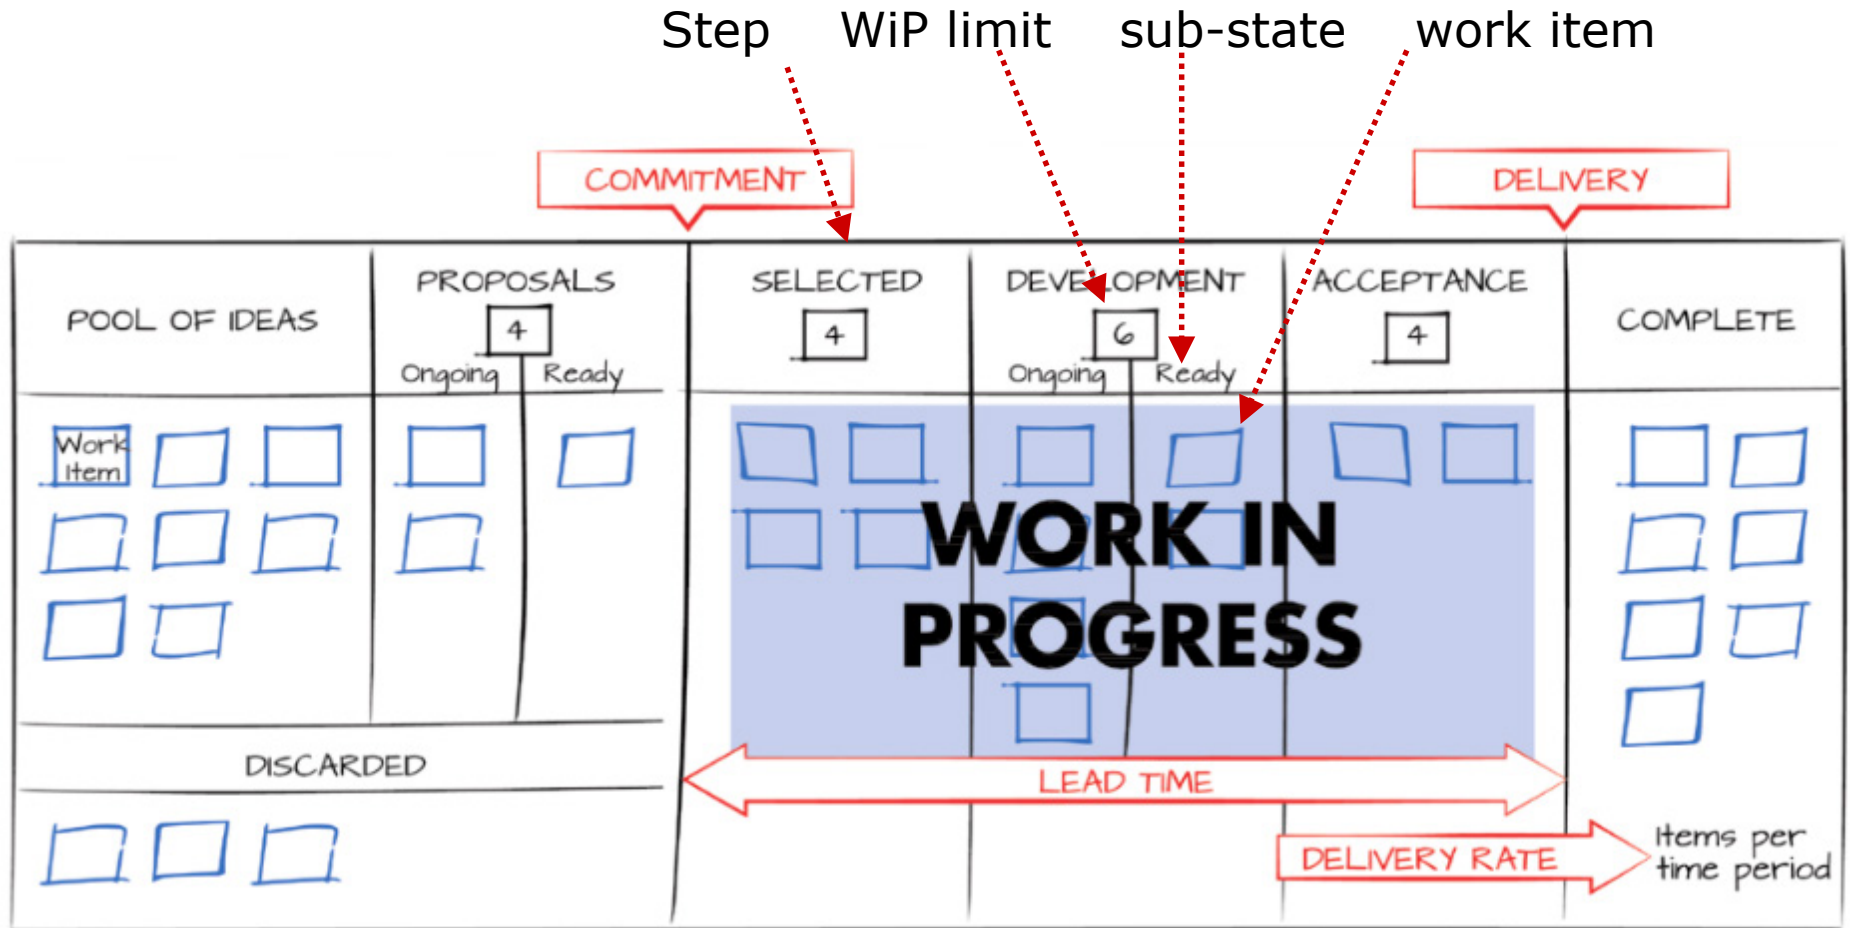 Step WiP limit sub-state work item
COMMITMENT DELIVERY
POOL OF IDEAS PROPOSALS SELECTED DEVELOPMENT ACCEPTANCE COMPLETE
4 4 6 4
Ongoing Ready Ongoing Ready
Work
Item
WORK IN
PROGRESS
DISCARDED
LEAD TIME
DELIVERY RATE
Items per
time period